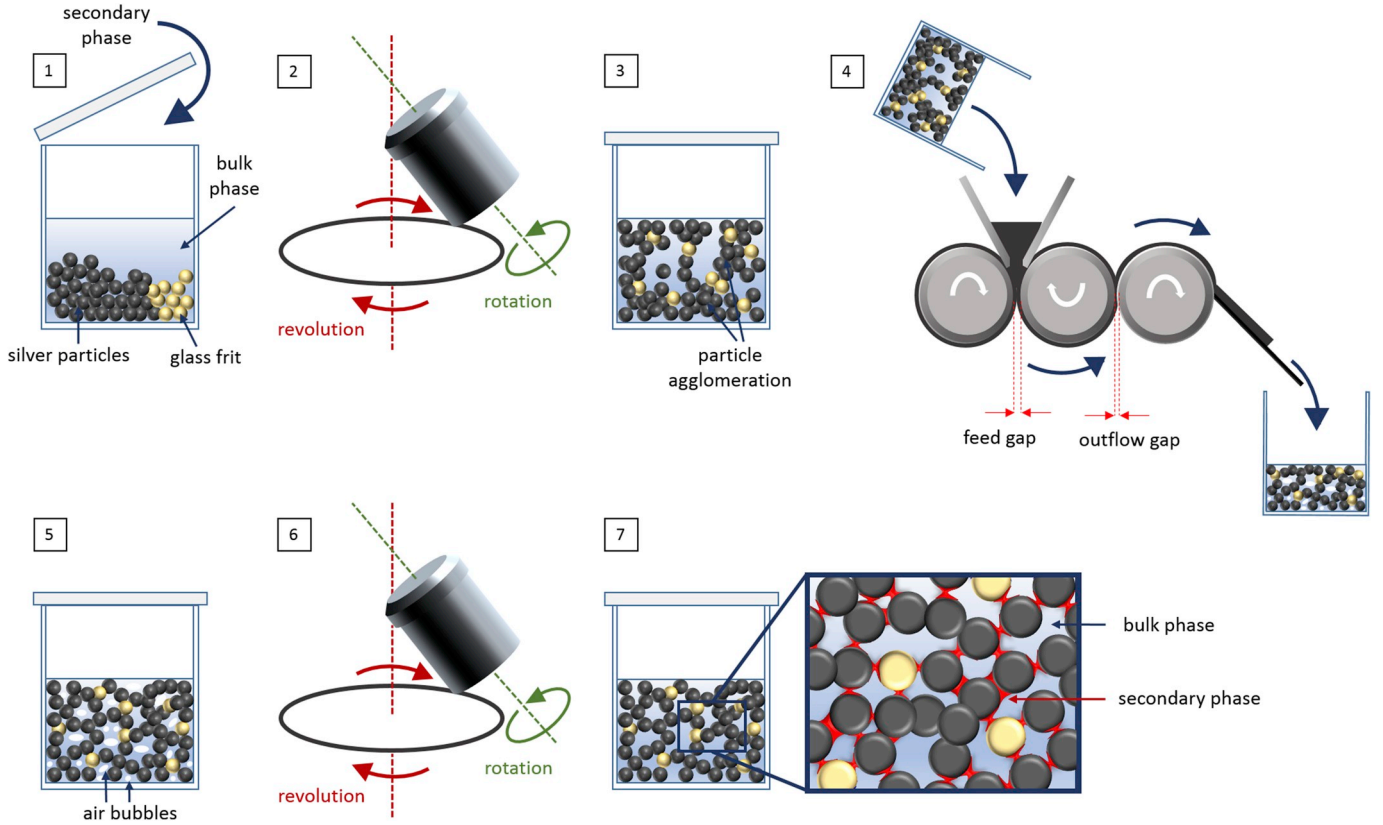 secondary
phase
1
bulk
phase
silver particles
glass frit
2
revolution
rotation
3
particle
agglomeration
4
feed gap
outflow gap
5
air bubbles
6
revolution
rotation
7
bulk phase
secondary phase